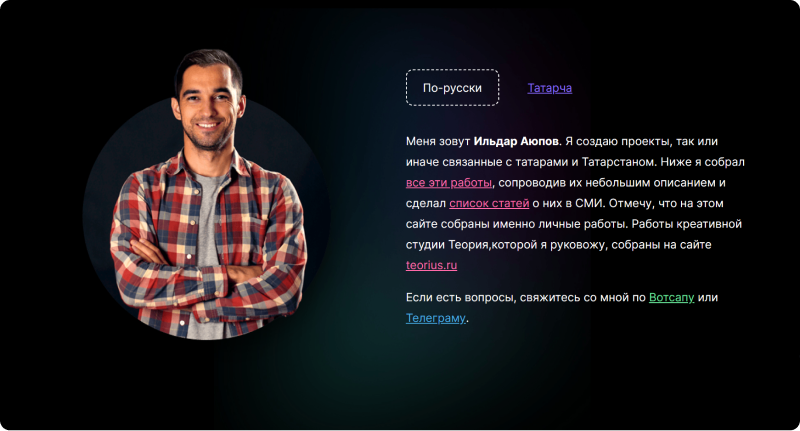 По-русски
Татарча
Меня зовут Ильдар Аюпов. Я создаю проекты, так или
иначе связанные с татарами и Татарстаном. Ниже я собрал
все эти работы, сопроводив их небольшим описанием и
сделал список статей о них в СМИ. Отмечу, что на этом
сайте собраны именно личные работы. Работы креативной
студии Теория,которой я руковожу, собраны на сайте
teorius.ru
Если есть вопросы, свяжитесь со мной по Вотсапу или
Телеграму.